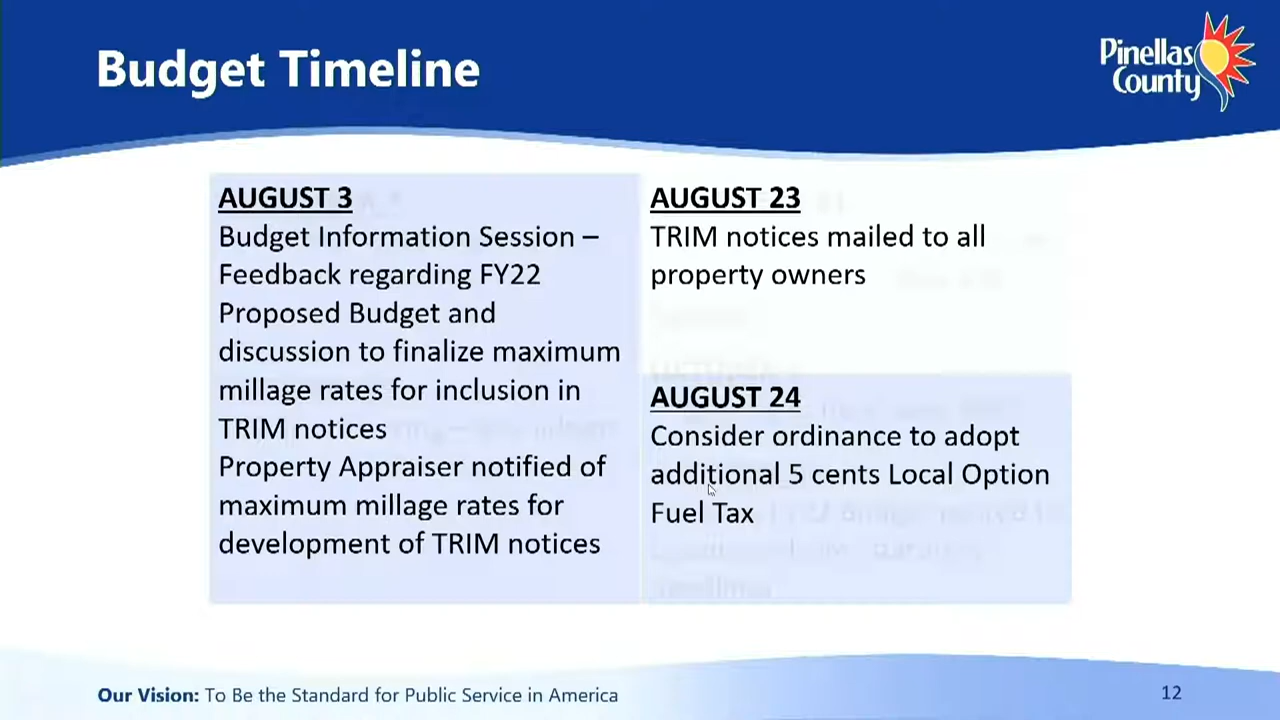 Budget Timeline
Pinellas
County
AUGUST 3
Budget Information Session –
Feedback regarding FY22
Proposed Budget and
discussion to finalize maximum
millage rates for inclusion in
TRIM notices
Property Appraiser notified of
maximum millage rates for
development of TRIM notices
AUGUST 23
TRIM notices mailed to all
property owners
AUGUST 24
Consider ordinance to adopt
additional 5 cents Local Option
Fuel Tax
Our Vision: To Be the Standard for Public Service in America
12